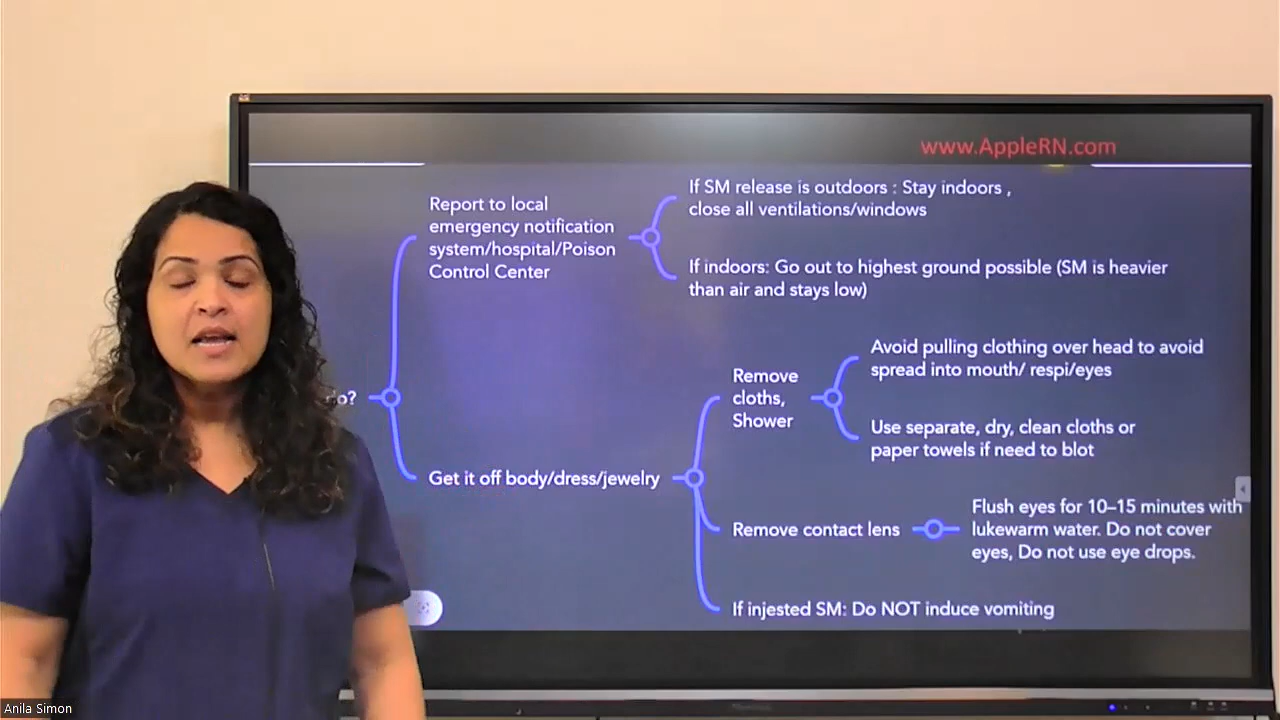 www.AppleRN.com
Report to local
emergency notification
system/hospital/Poison
Control Center
If SM release is outdoors : Stay indoors ,
close all ventilations/windows
If indoors: Go out to highest ground possible (SM is heavier
than air and stays low)
Get it off body/dress/jewelry
Remove
cloths,
Shower
Avoid pulling clothing over head to avoid
spread into mouth/ respi/eyes
Use separate, dry, clean cloths or
paper towels if need to blot
Remove contact lens
Flush eyes for 10–15 minutes with
lukewarm water. Do not cover
eyes, Do not use eye drops.
If injested SM: Do NOT induce vomiting
Anila Simon